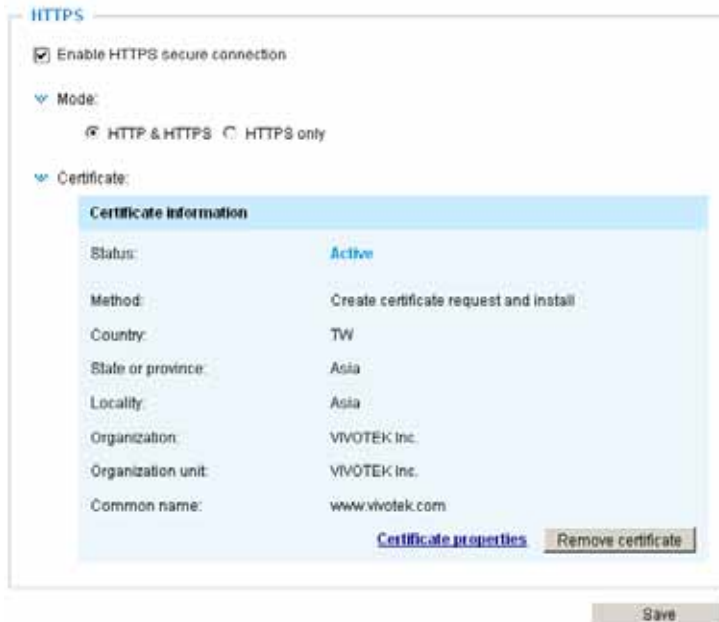 HTTPS
Enable HTTPS secure connection
Mode:
HTTP & HTTPS HTTPS only
Certificate:
Certificate information
Status: Active
Method: Create certificate request and install
Country: TW
State or province: Asia
Locality: Asia
Organization: VIVOTEK Inc.
Organization unit: VIVOTEK Inc.
Common name: www.vivotek.com
Certificate properties Remove certificate
Save